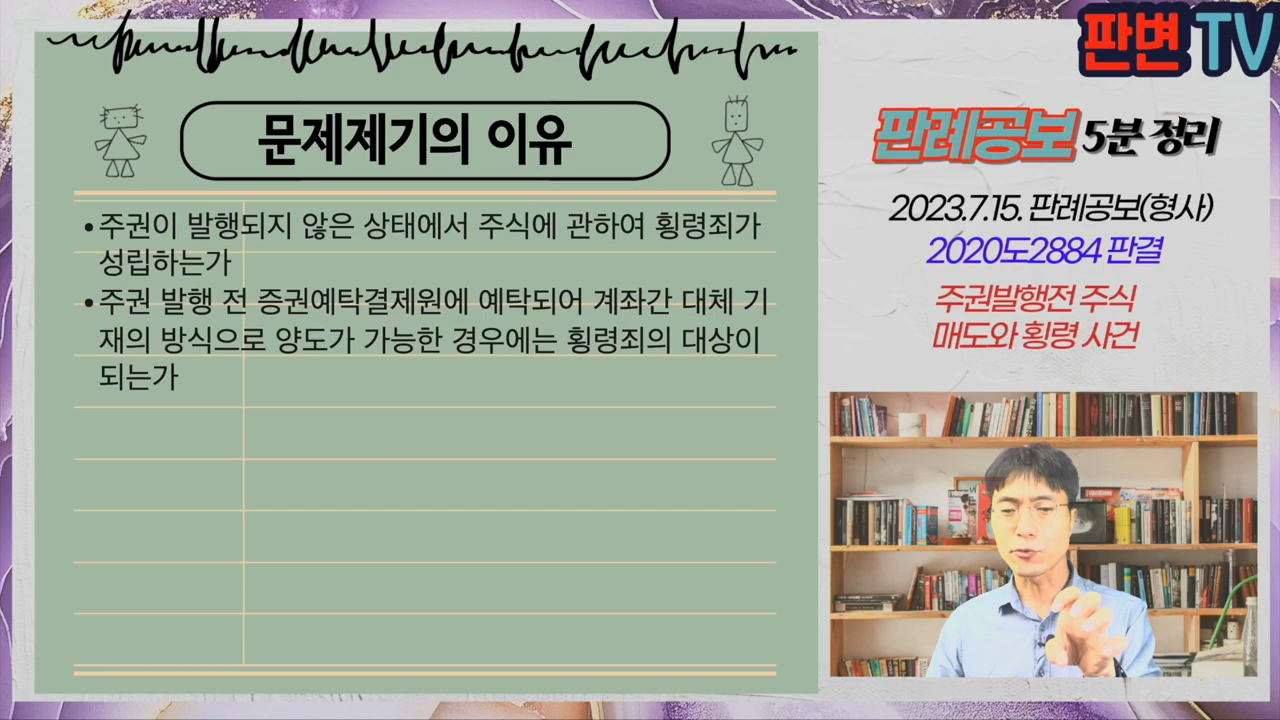 판변 TV
문제제기의 이유
• 주권이 발행되지 않은 상태에서 주식에 관하여 횡령죄가
성립하는가
• 주권 발행 전 증권예탁결제원에 예탁되어 계좌간 대체 기
재의 방식으로 양도가 가능한 경우에는 횡령죄의 대상이
되는가
판례공보 5분 정리
2023.7.15. 판례공보(형사)
2020도2884 판결
주권발행전 주식
매도와 횡령 사건